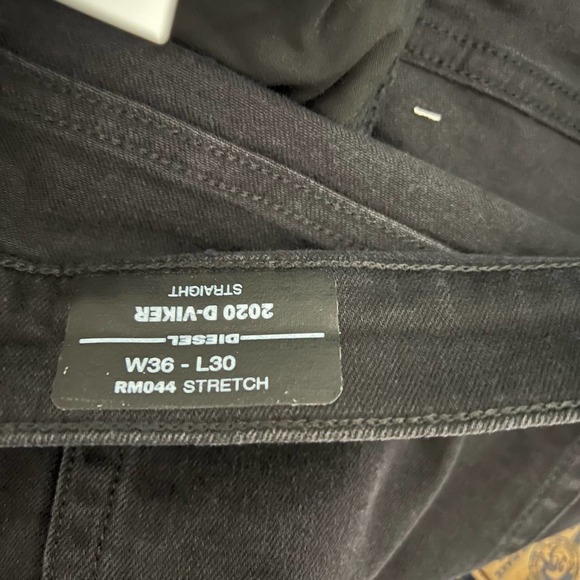 2020 D-VIKER
STRAIGHT
DIESEL
W36 - L30
RM044 STRETCH